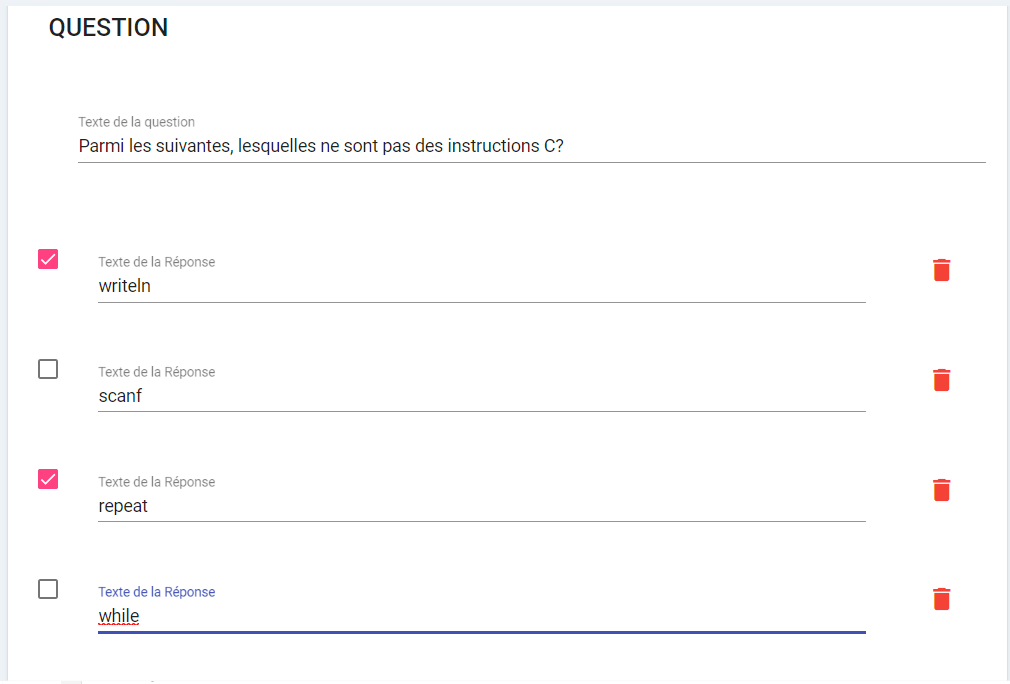 QUESTION
Texte de la question
Parmi les suivantes, lesquelles ne sont pas des instructions C?
Texte de la Réponse
writeln
Texte de la Réponse
scanf
Texte de la Réponse
repeat
Texte de la Réponse
while